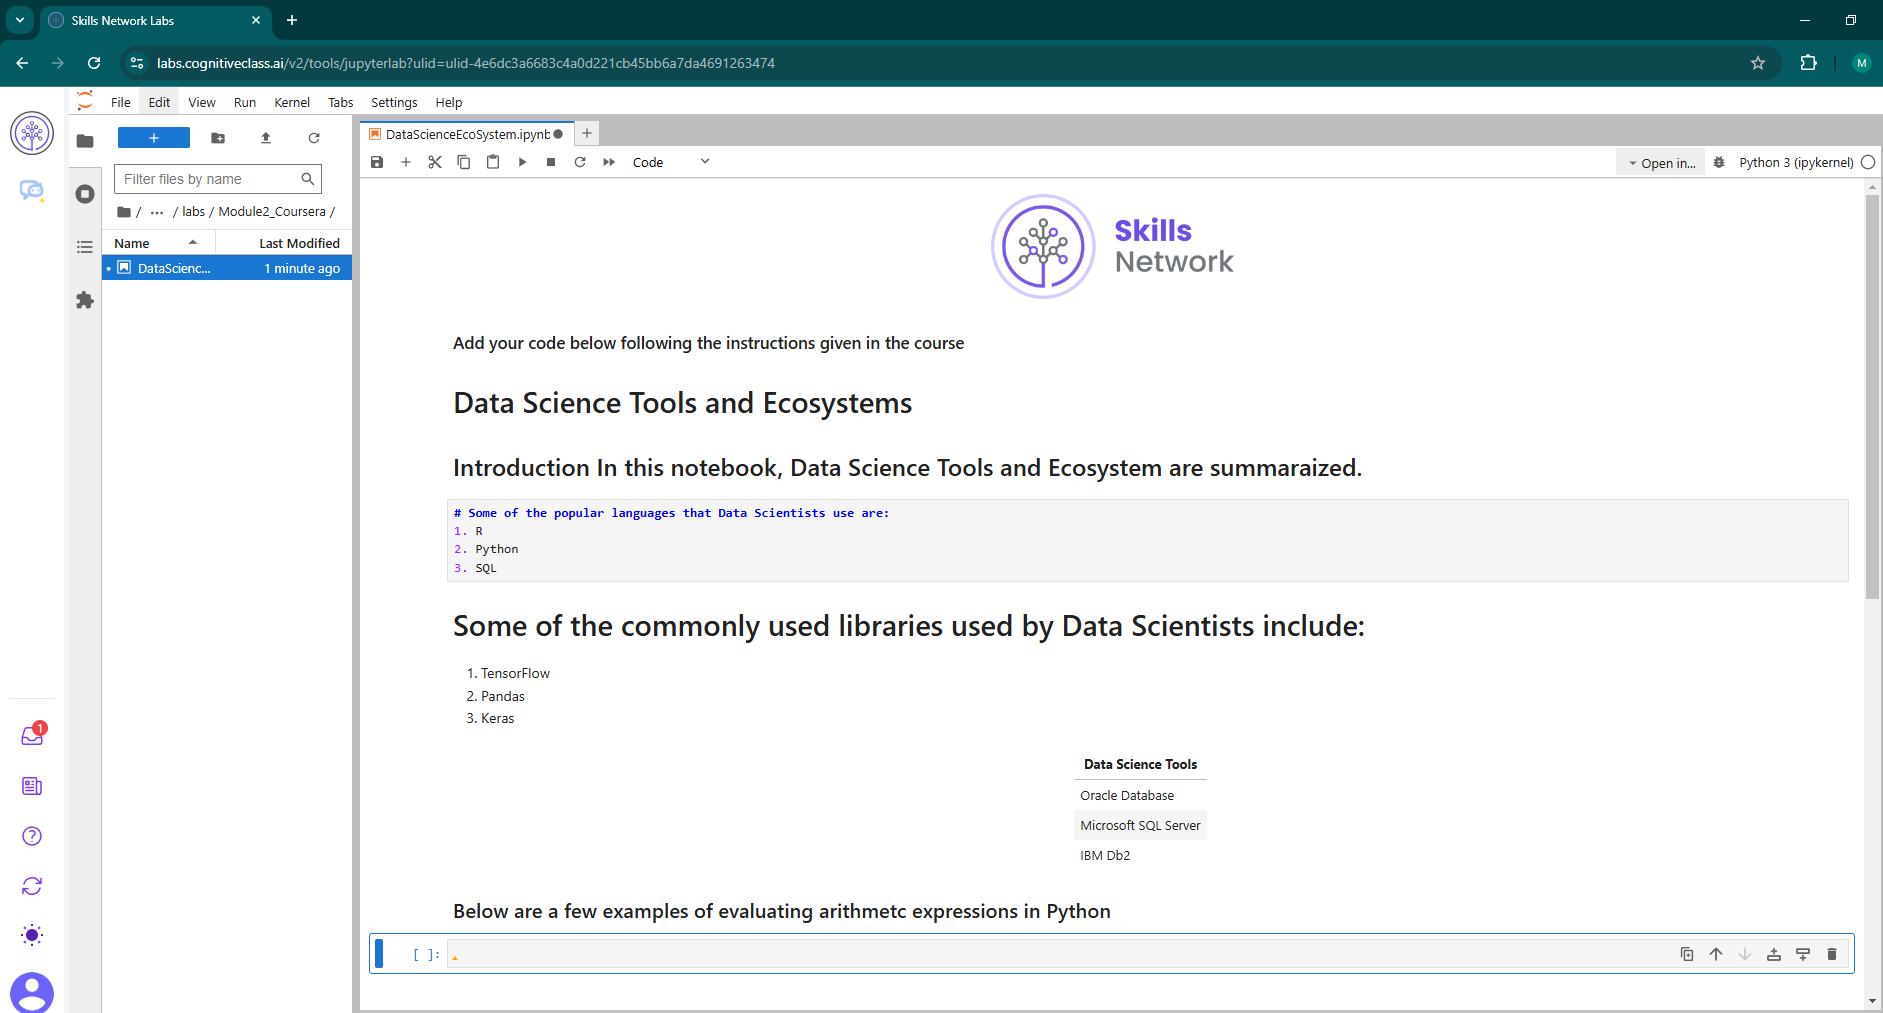 Skills Network Labs
labs.cognitiveclass.ai/v2/tools/jupyterlab?ulid=ulid-4e6dc3a6683c4a0d221cb45bb6a7da4691263474
M
File Edit View Run Kernel Tabs Settings Help
DataScienceEcoSystem.ipynb
Code
Open in...
Python 3 (ipykernel)
Filter files by name
/ ... / labs / Module2_Coursera /
Name Last Modified
DataScienc... 1 minute ago
Skills
Network
Add your code below following the instructions given in the course
Data Science Tools and Ecosystems
Introduction In this notebook, Data Science Tools and Ecosystem are summaraized.
# Some of the popular languages that Data Scientists use are:
1. R
2. Python
3. SQL
Some of the commonly used libraries used by Data Scientists include:
1. TensorFlow
2. Pandas
3. Keras
Data Science Tools
Oracle Database
Microsoft SQL Server
IBM Db2
Below are a few examples of evaluating arithmetc expressions in Python
[ ]:
1